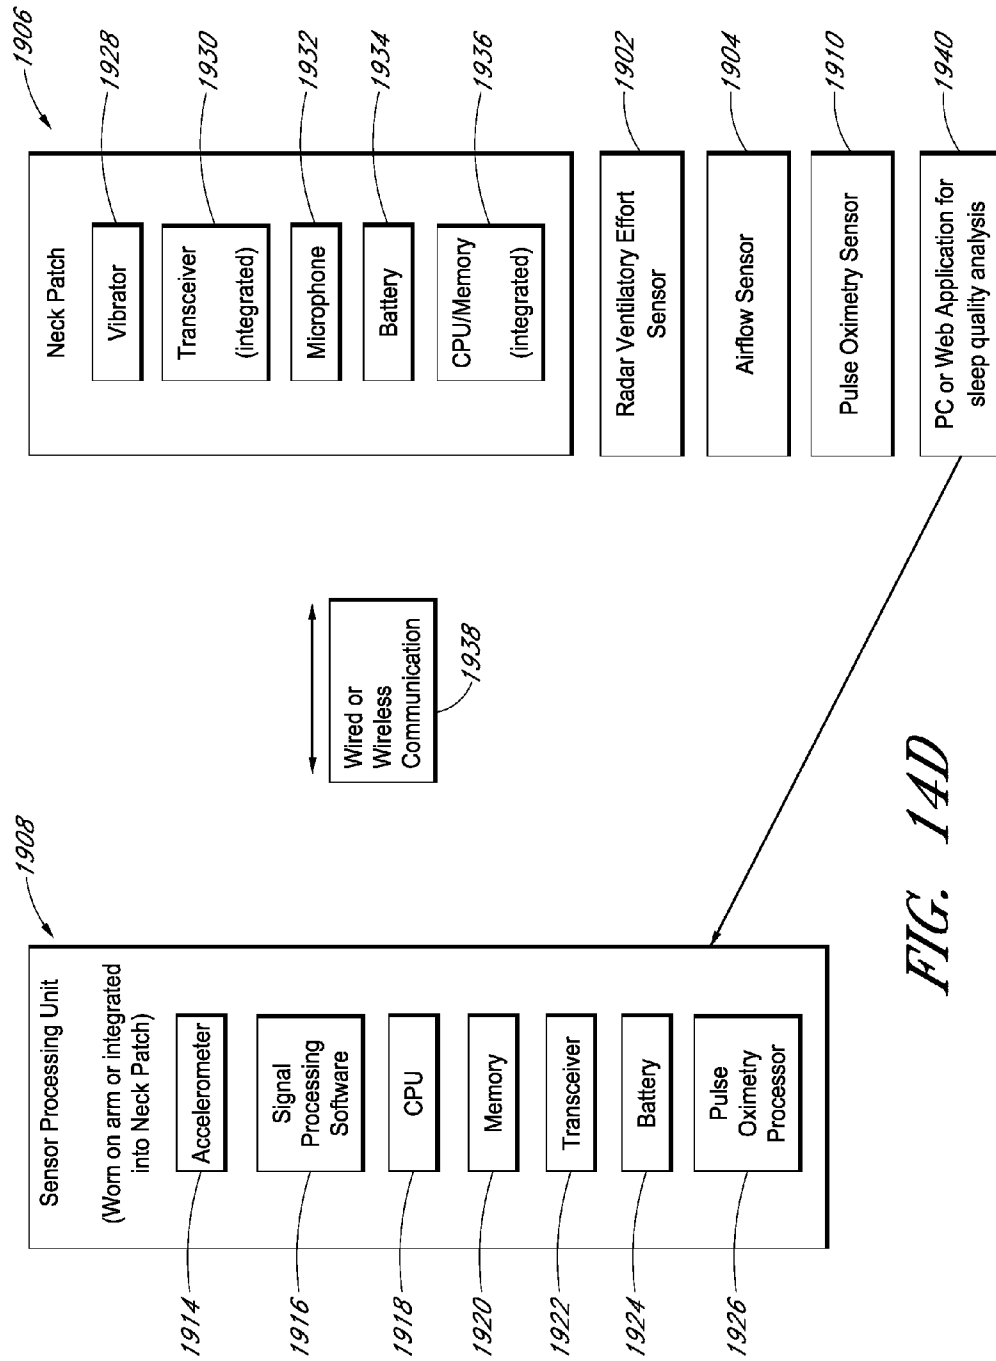 1908
Sensor Processing Unit
(Worn on arm or integrated
into Neck Patch)
1914
Accelerometer
1916
Signal
Processing
Software
1918
CPU
1920
Memory
1922
Transceiver
1924
Battery
1926
Pulse
Oximetry
Processor
Wired or
Wireless
Communication
1938
1906
Neck Patch
Vibrator
1928
Transceiver
(integrated)
1930
Microphone
1932
Battery
1934
CPU/Memory
(integrated)
1936
Radar Ventilatory Effort
Sensor
1902
Airflow Sensor
1904
Pulse Oximetry Sensor
1910
PC or Web Application for
sleep quality analysis
1940
FIG. 14D